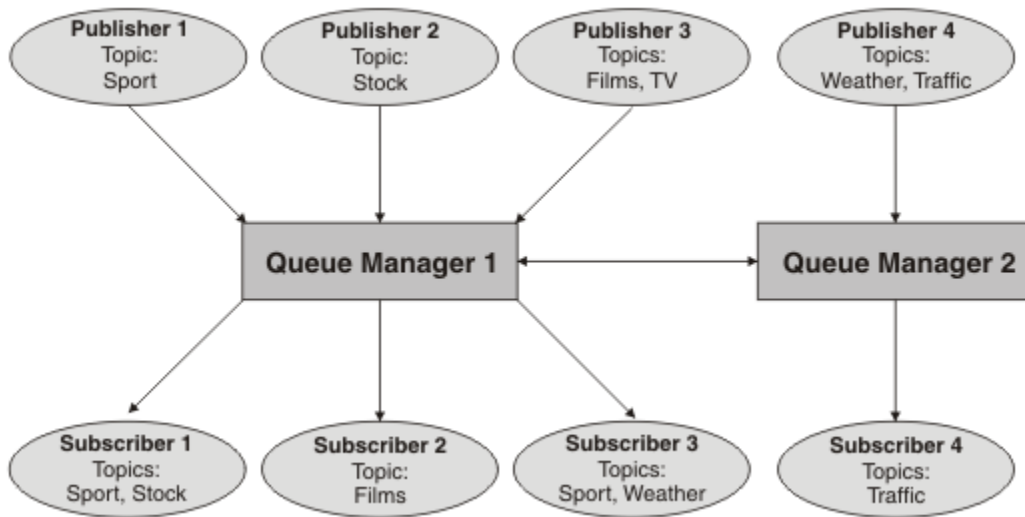 Publisher 1
Topic:
Sport
Publisher 2
Topic:
Stock
Publisher 3
Topics:
Films, TV
Publisher 4
Topics:
Weather, Traffic
Queue Manager 1
Queue Manager 2
Subscriber 1
Topics:
Sport, Stock
Subscriber 2
Topic:
Films
Subscriber 3
Topics:
Sport, Weather
Subscriber 4
Topics:
Traffic